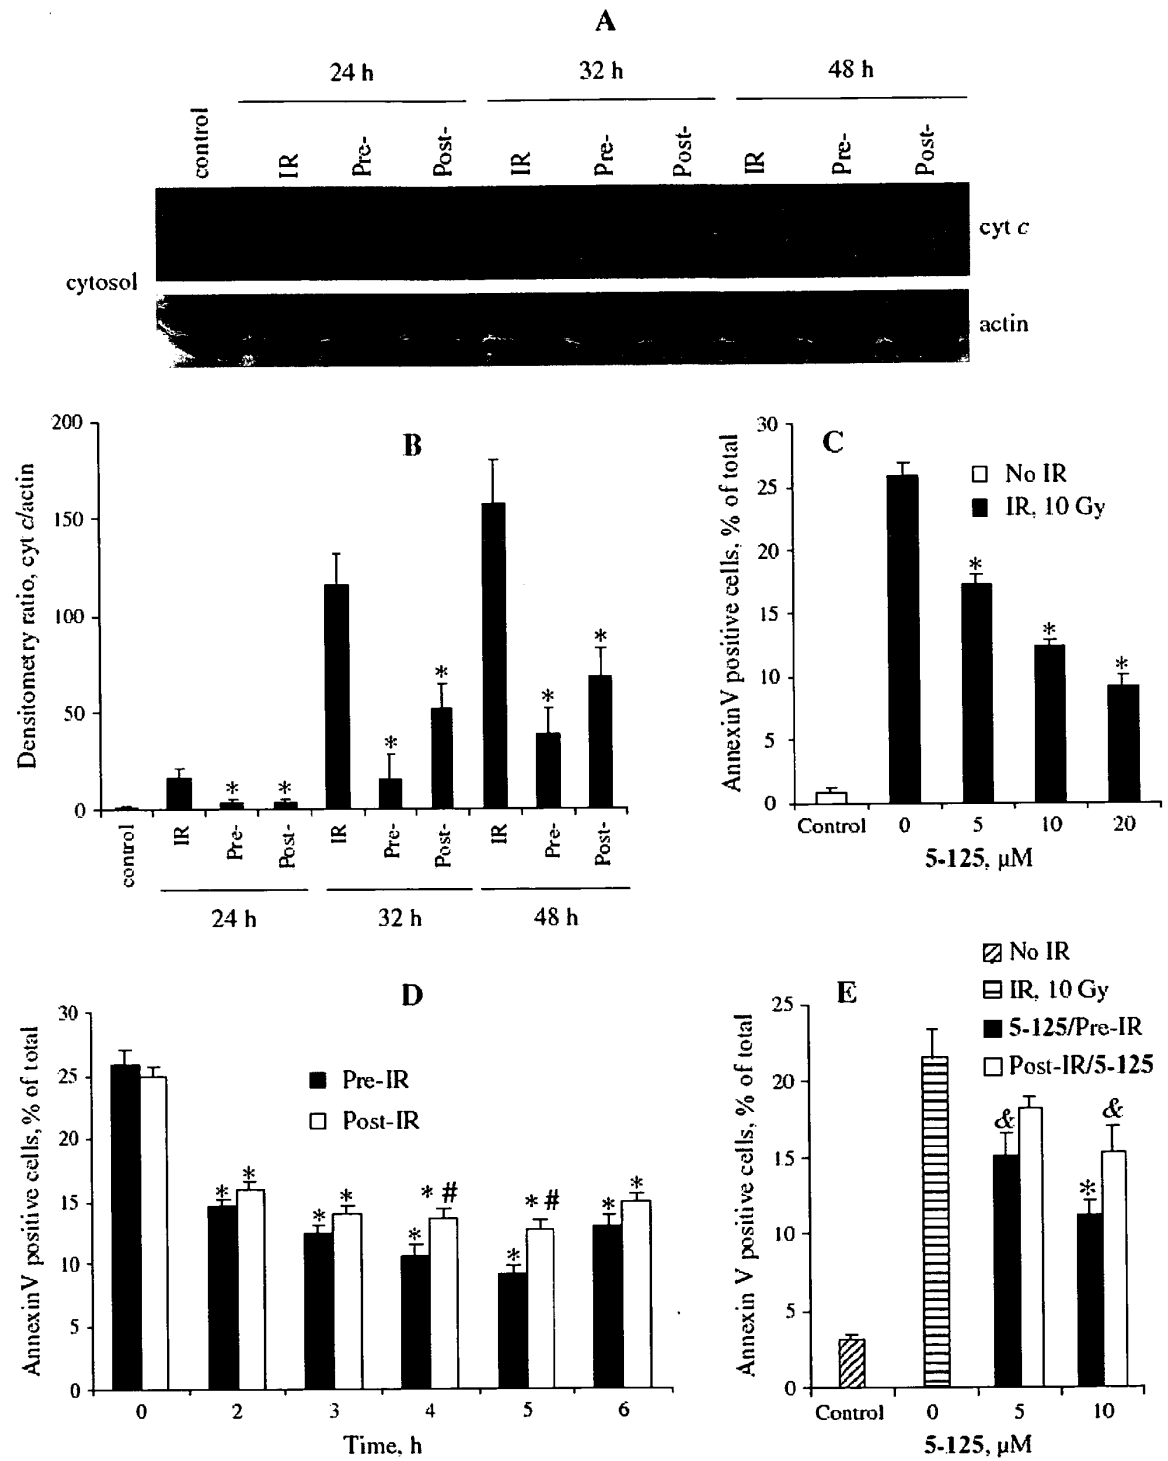 A
24 h 32 h 48 h
control IR Pre- Post- IR Pre- Post- IR Pre- Post-
cyt c
cytosol
actin
B
Densitometry ratio, cyt c/actin
200
150
100
50
0
* * * * * *
control IR Pre- Post- IR Pre- Post- IR Pre- Post-
24 h 32 h 48 h
C
Annexin V positive cells, % of total
30
25
20
15
10
5
0
No IR
IR, 10 Gy
* * *
Control 0 5 10 20
5-125, µM
D
Annexin V positive cells, % of total
30
25
20
15
10
5
0
Pre-IR
Post-IR
* * * * * * # * * # * *
0 2 3 4 5 6
Time, h
E
Annexin V positive cells, % of total
25
20
15
10
5
0
No IR
IR, 10 Gy
5-125/Pre-IR
Post-IR/5-125
& * &
Control 0 5 10
5-125, µM